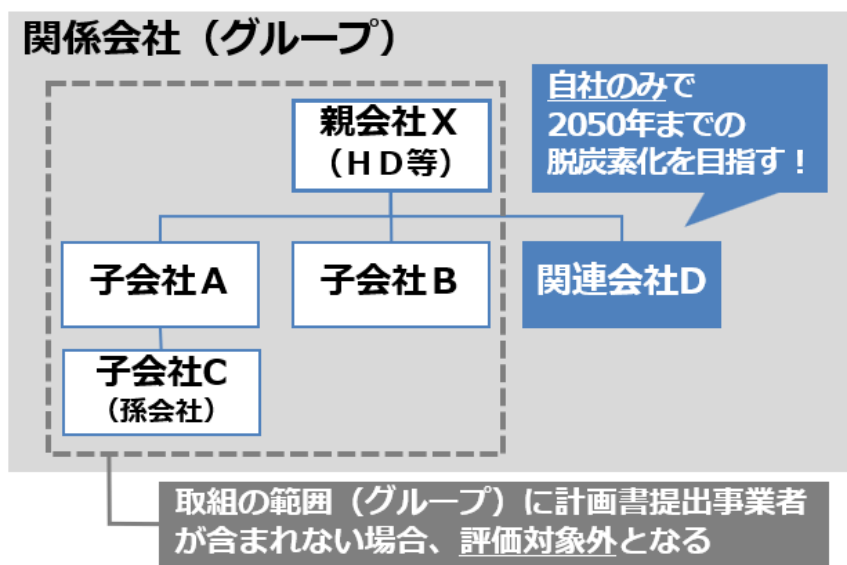 関係会社（グループ）
親会社Ｘ
（ＨＤ等）
自社のみで
2050年までの
脱炭素化を目指す！
子会社Ａ
子会社Ｂ
関連会社D
子会社C
（孫会社）
取組の範囲（グループ）に計画書提出事業者
が含まれない場合、評価対象外となる